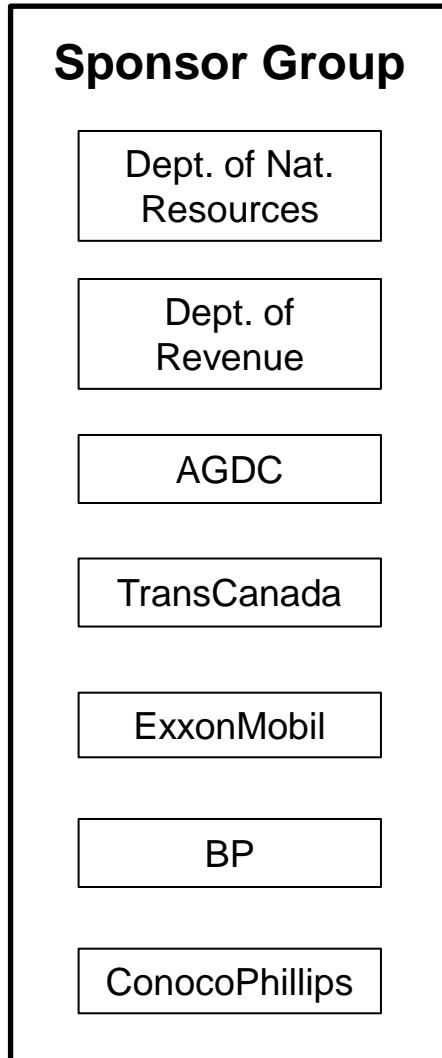 Sponsor Group
Dept. of Nat.
Resources
Dept. of
Revenue
AGDC
TransCanada
ExxonMobil
BP
ConocoPhillips